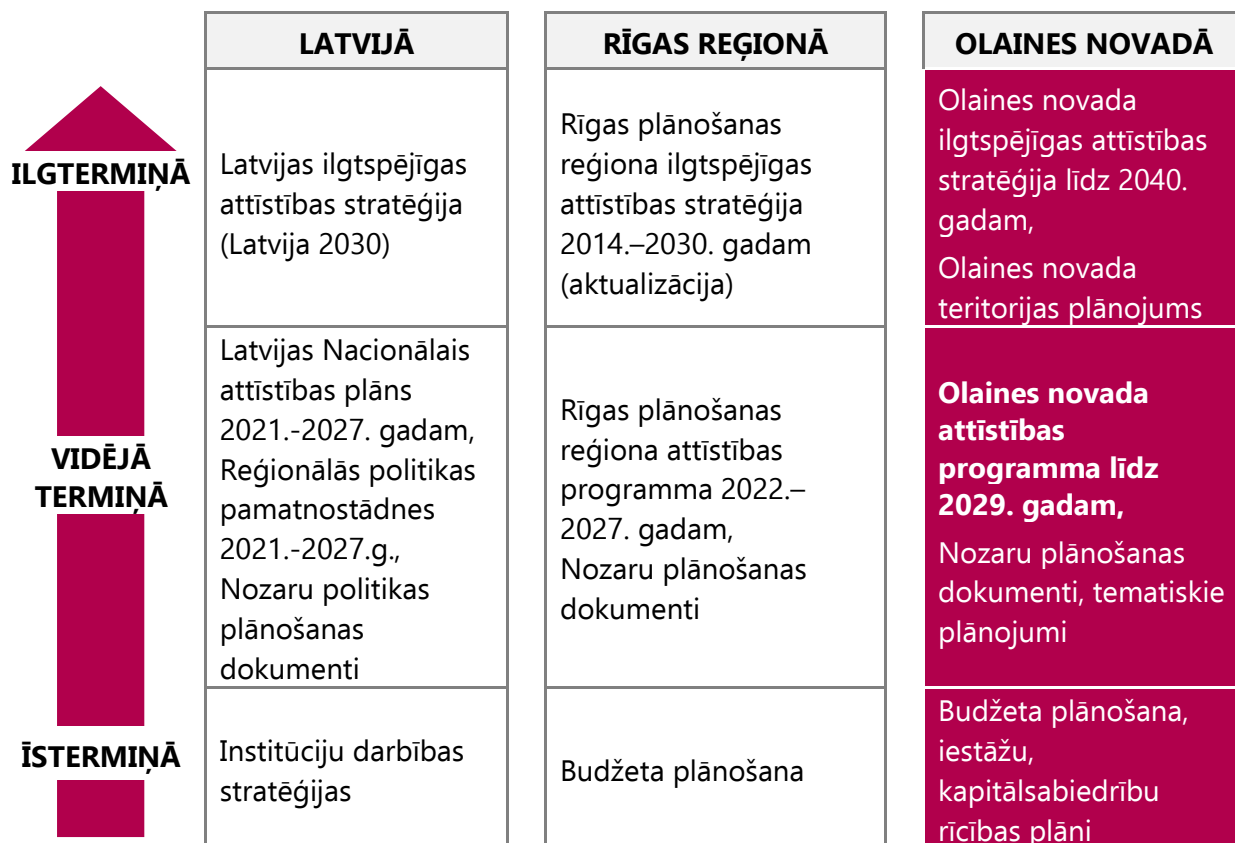 LATVIJĀ
RĪGAS REĢIONĀ
OLAINES NOVADĀ
ILGTERMIŅĀ
Latvijas ilgtspējīgas
attīstības stratēģija
(Latvija 2030)
Rīgas plānošanas
reģiona ilgtspējīgas
attīstības stratēģija
2014.–2030. gadam
(aktualizācija)
Olaines novada
ilgtspējīgas attīstības
stratēģija līdz 2040.
gadam,
Olaines novada
teritorijas plānojums
VIDĒJĀ
TERMIŅĀ
Latvijas Nacionālais
attīstības plāns
2021.-2027. gadam,
Reģionālās politikas
pamatnostādnes
2021.-2027.g.,
Nozaru politikas
plānošanas
dokumenti
Rīgas plānošanas
reģiona attīstības
programma 2022.–
2027. gadam,
Nozaru plānošanas
dokumenti
Olaines novada
attīstības
programma līdz
2029. gadam,
Nozaru plānošanas
dokumenti, tematiskie
plānojumi
ĪSTERMIŅĀ
Institūciju darbības
stratēģijas
Budžeta plānošana
Budžeta plānošana,
iestāžu,
kapitālsabiedrību
rīcības plāni